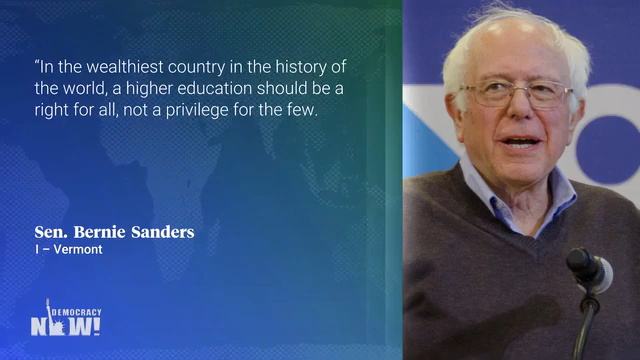 “In the wealthiest country in the history of
the world, a higher education should be a
right for all, not a privilege for the few.
Sen. Bernie Sanders
I – Vermont
DEMOCRACY
NOW!